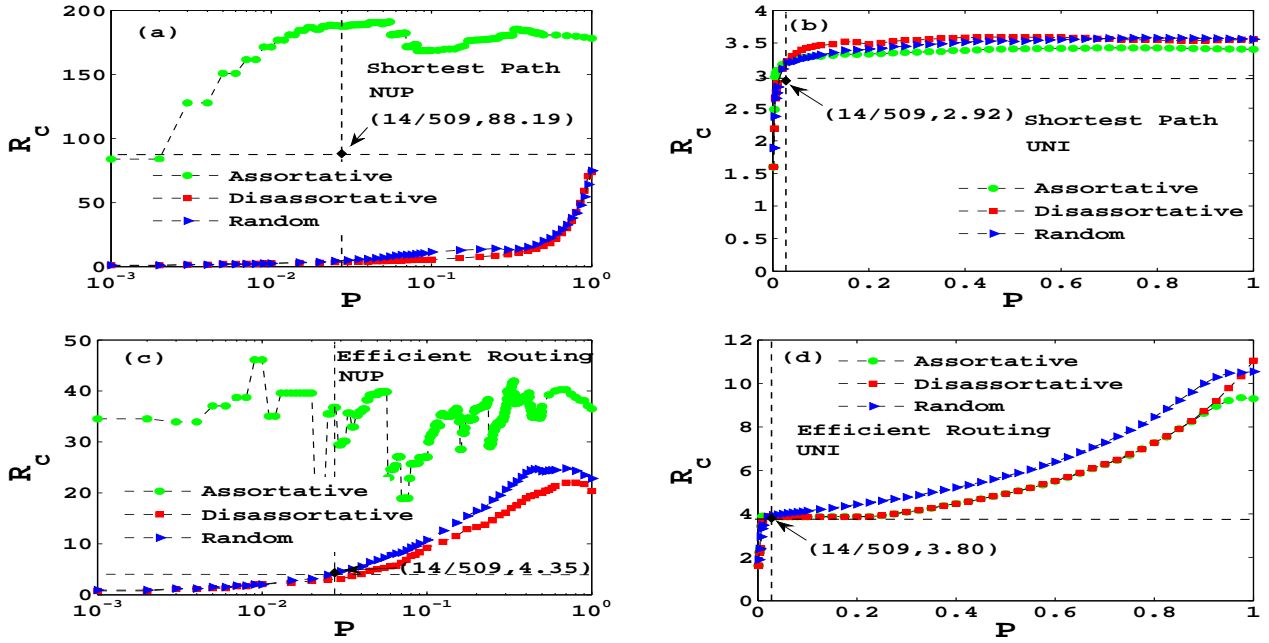 (a)
200
150
100
50
0
R_c
Shortest Path
NUP
(14/509,88.19)
Assortative
Disassortative
Random
10^-3
10^-2
10^-1
10^0
P
(b)
4
3.5
3
2.5
2
1.5
1
0.5
0
R_c
(14/509,2.92)
Shortest Path
UNI
Assortative
Disassortative
Random
0
0.2
0.4
0.6
0.8
1
P
(c)
50
40
30
20
10
0
R_c
Efficient Routing
NUP
Assortative
Disassortative
Random
(14/509,4.35)
10^-3
10^-2
10^-1
10^0
P
(d)
12
10
8
6
4
2
0
R_c
Assortative
Disassortative
Random
Efficient Routing
UNI
(14/509,3.80)
0
0.2
0.4
0.6
0.8
1
P